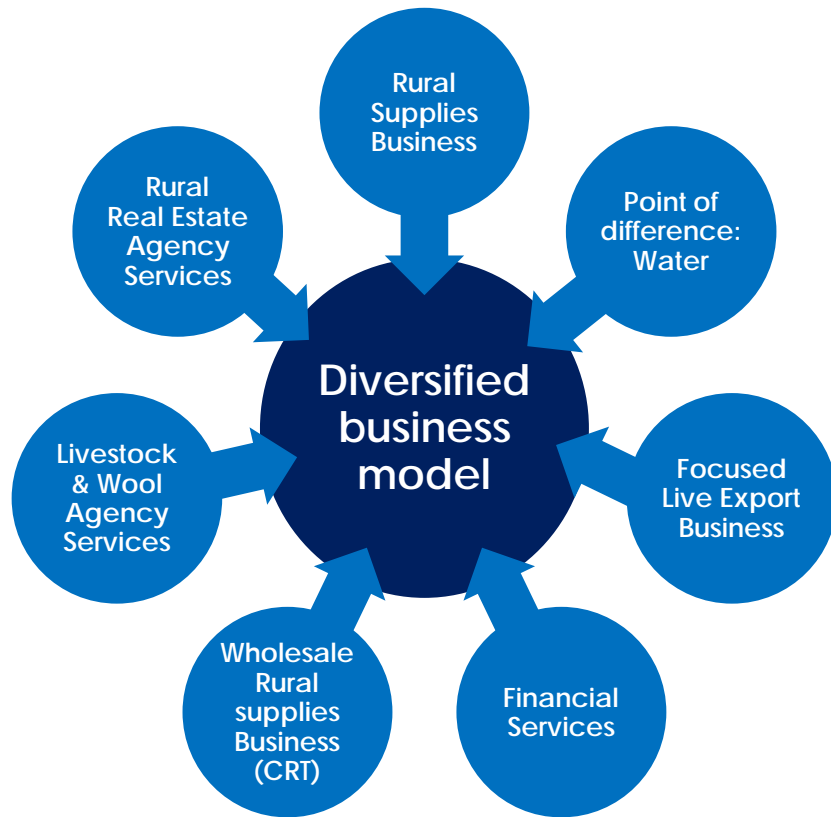 Rural
Supplies
Business
Point of
difference:
Water
Focused
Live Export
Business
Financial
Services
Wholesale
Rural
supplies
Business
(CRT)
Livestock
& Wool
Agency
Services
Rural
Real Estate
Agency
Services
Diversified
business
model